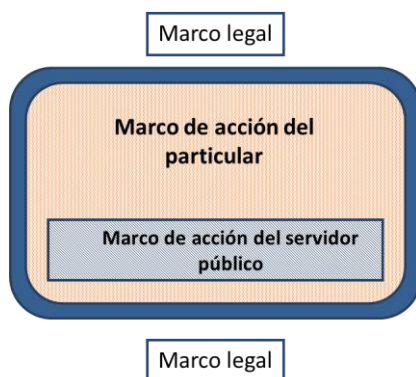 Marco legal
Marco de acción del
particular
Marco de acción del servidor
público
Marco legal